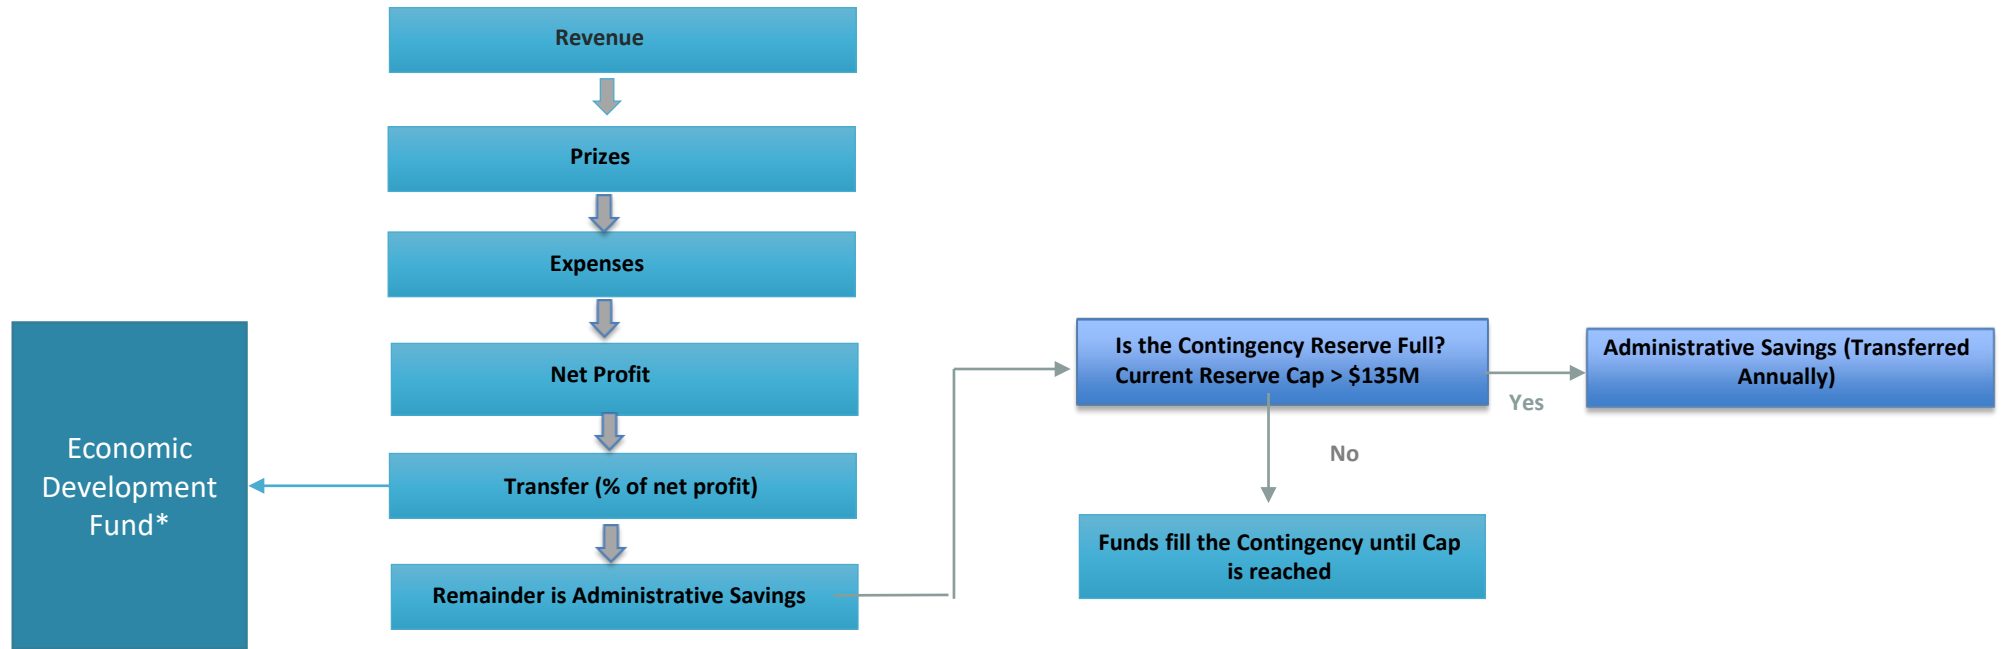 Revenue
Prizes
Expenses
Net Profit
Transfer (% of net profit)
Remainder is Administrative Savings
Economic
Development
Fund*
Is the Contingency Reserve Full?
Current Reserve Cap > $135M
Yes
Administrative Savings (Transferred
Annually)
No
Funds fill the Contingency until Cap
is reached